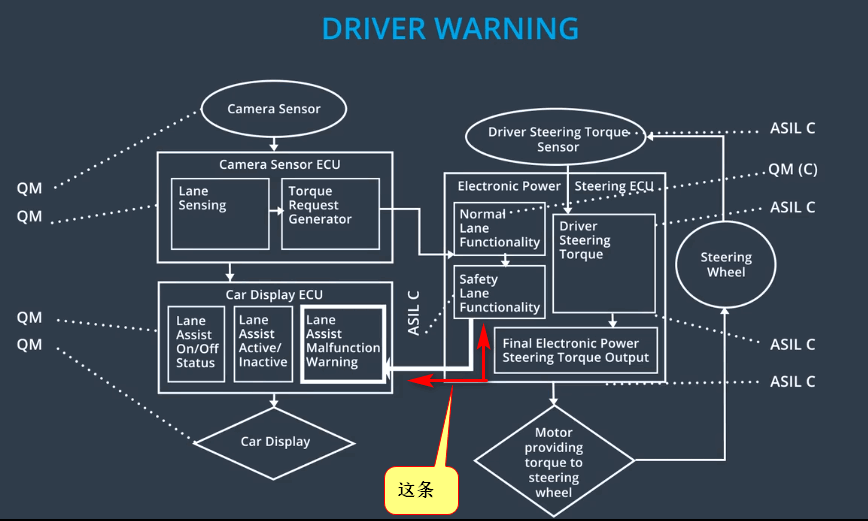 DRIVER WARNING
Camera Sensor
Driver Steering Torque
Sensor
ASIL C
Camera Sensor ECU
QM (C)
QM
Lane
Sensing
Torque
Request
Generator
Electronic Power
Steering ECU
QM
Normal
Lane
Functionality
Driver
Steering
Torque
ASIL C
Steering
Wheel
Safety
Lane
Functionality
Car Display ECU
ASIL C
QM
Lane
Assist
On/Off
Status
Lane
Assist
Active/
Inactive
Lane
Assist
Malfunction
Warning
QM
Final Electronic Power
Steering Torque Output
ASIL C
ASIL C
Car Display
Motor
providing
torque to
steering
wheel
这条